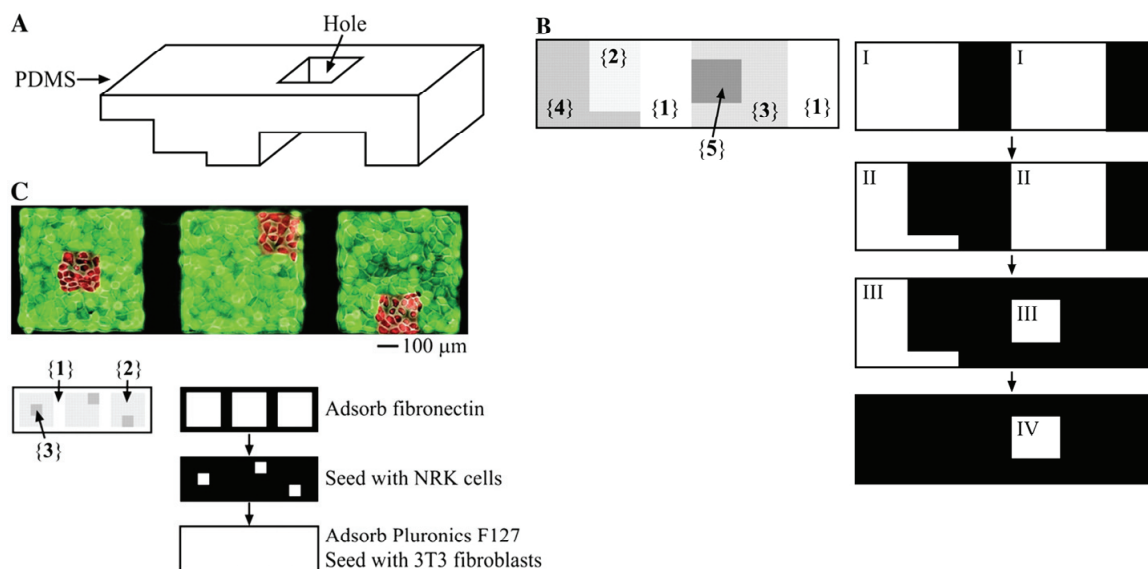 A
Hole
PDMS
B
{2}
{4}
{1}
{3}
{1}
{5}
I
I
II
II
III
III
IV
C
100 µm
{1}
{2}
{3}
Adsorb fibronectin
Seed with NRK cells
Adsorb Pluronics F127
Seed with 3T3 fibroblasts